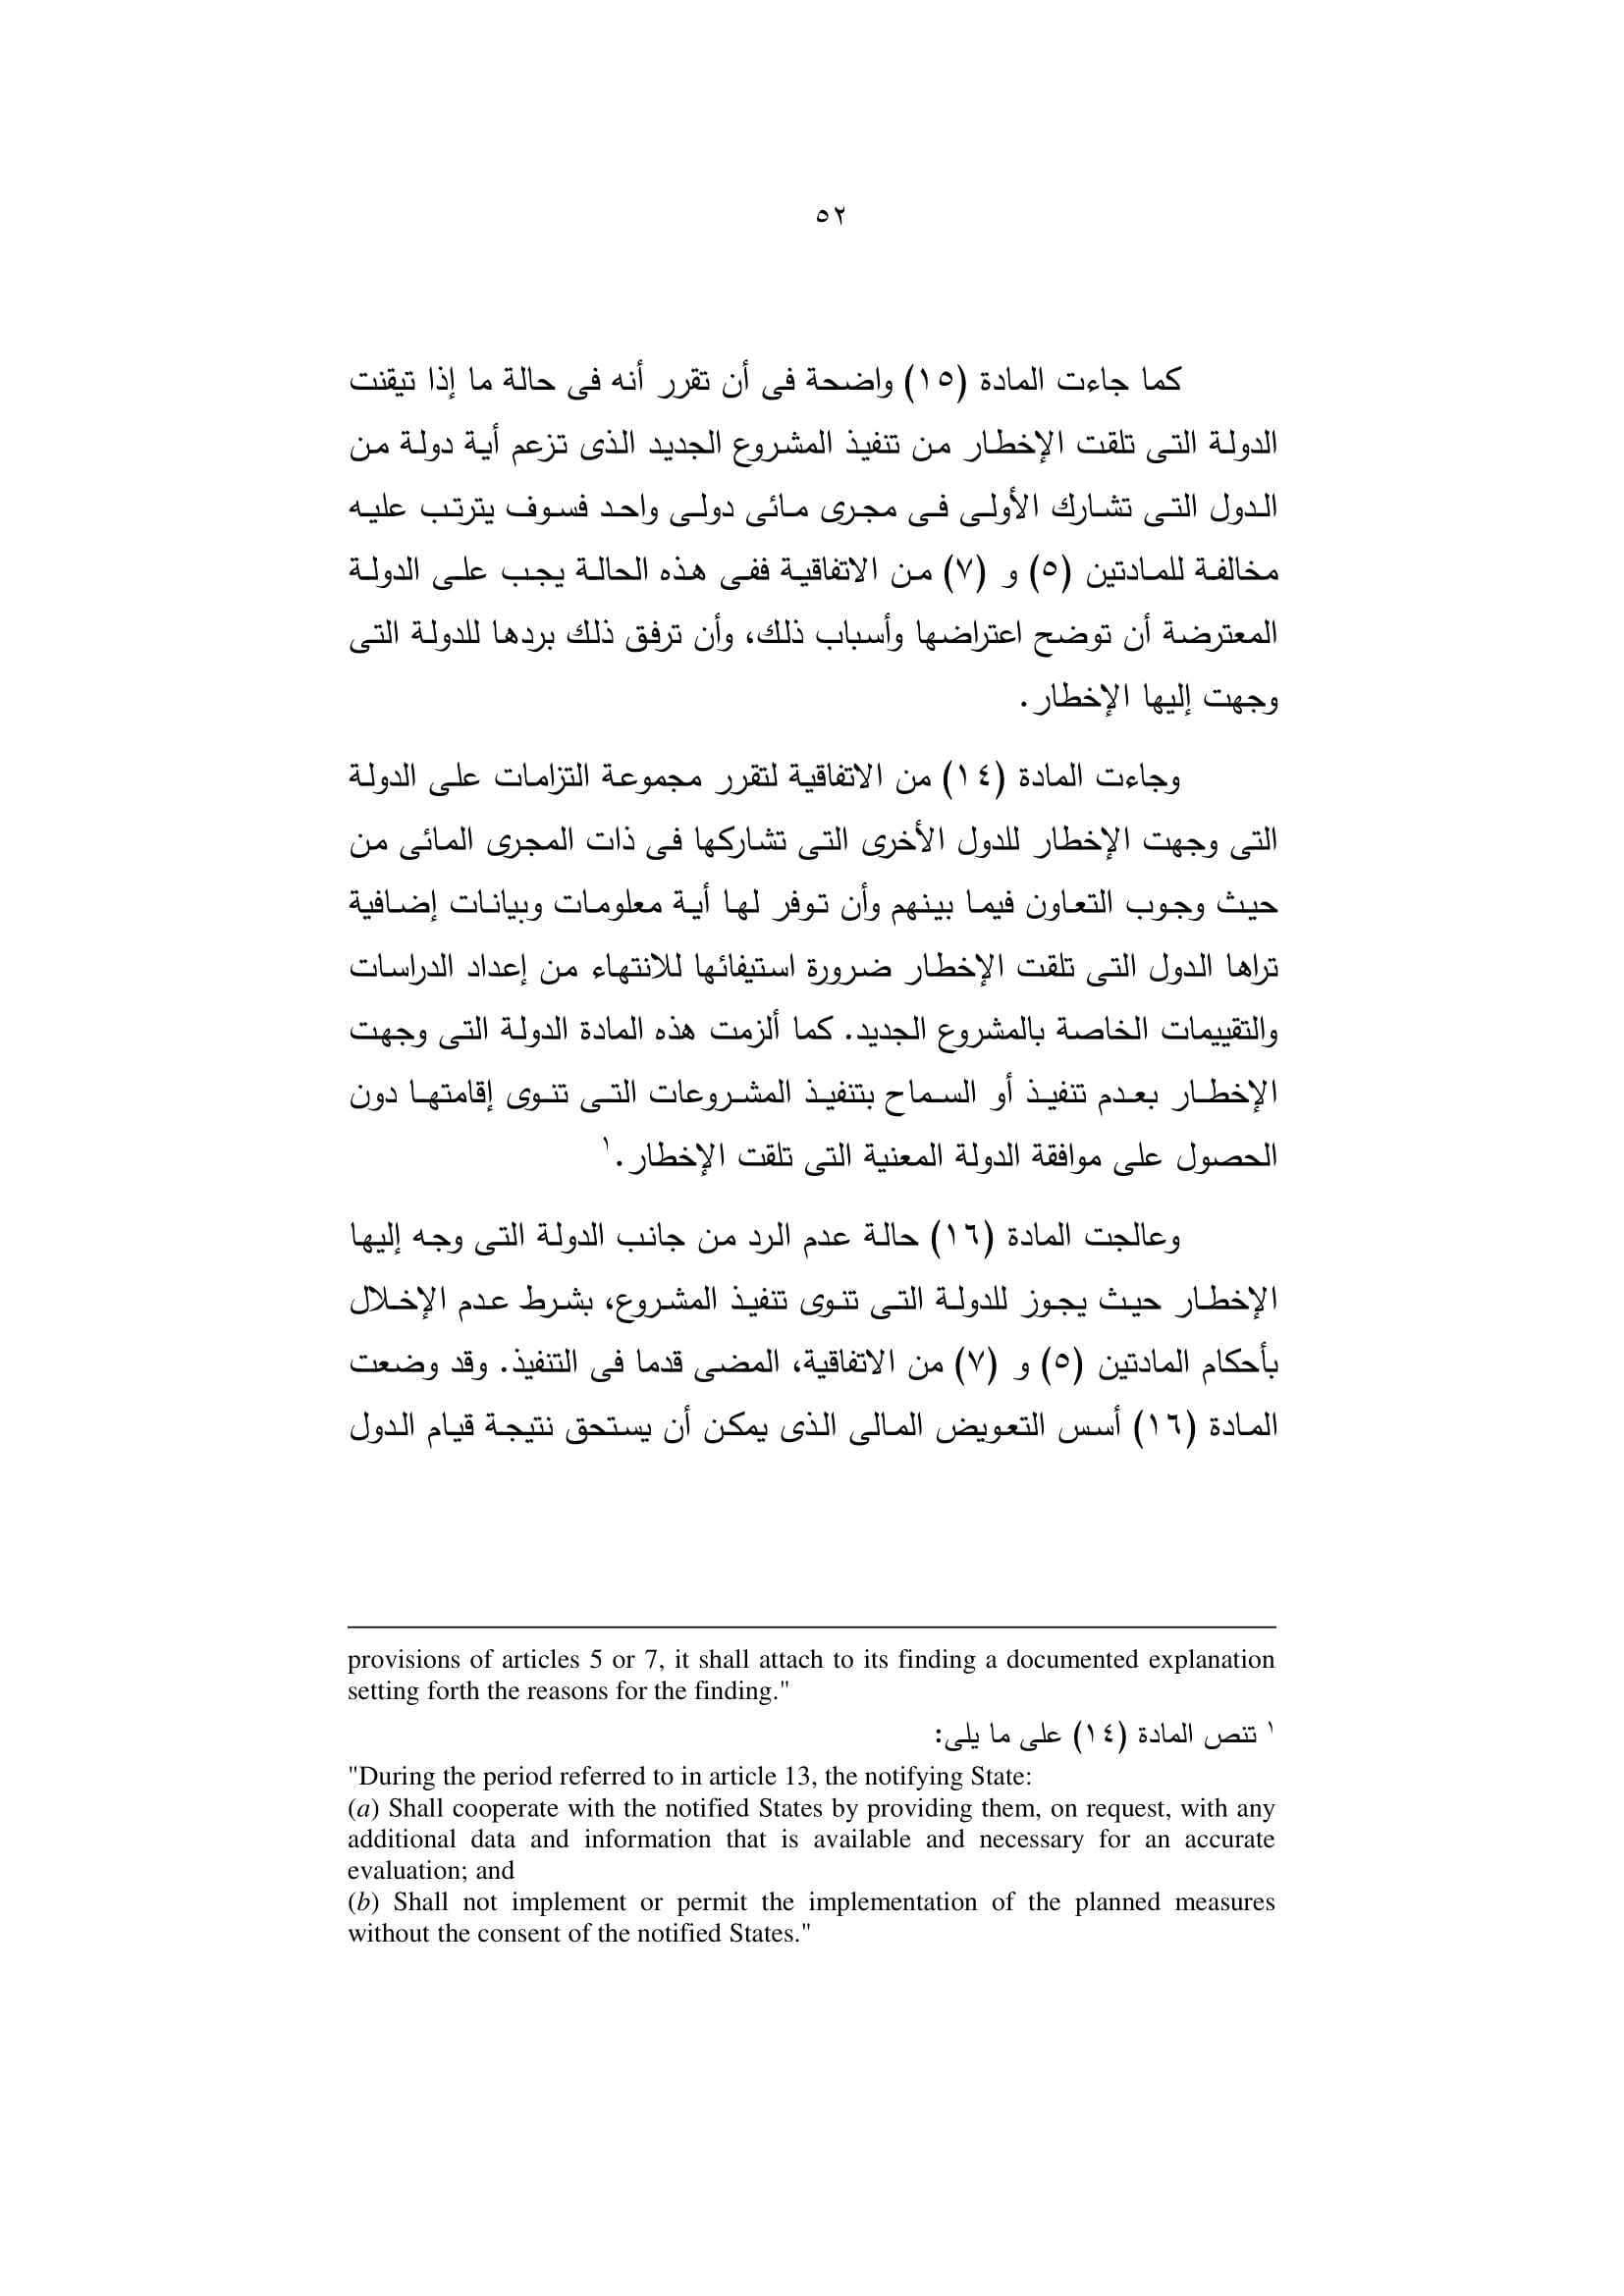 ٥٢
كما جاءت المادة (١٥) واضحة فى أن تقرر أنه فى حالة ما إذا تيقنت
الدولة التى تلقت الإخطار من تنفيذ المشروع الجديد الذى تزعم أية دولة من
الدول التى تشارك الأولى فى مجرى مائى دولى واحد فسوف يترتب عليه
مخالفة للمادتين (٥) و (٧) من الاتفاقية ففى هذه الحالة يجب على الدولة
المعترضة أن توضح اعتراضها وأسباب ذلك، وأن ترفق ذلك بردها للدولة التى
وجهت إليها الإخطار.
وجاءت المادة (١٤) من الاتفاقية لتقرر مجموعة التزامات على الدولة
التى وجهت الإخطار للدول الأخرى التى تشاركها فى ذات المجرى المائى من
حيث وجوب التعاون فيما بينهم وأن توفر لها أية معلومات وبيانات إضافية
تراها الدول التى تلقت الإخطار ضرورة استيفائها للانتهاء من إعداد الدراسات
والتقييمات الخاصة بالمشروع الجديد. كما ألزمت هذه المادة الدولة التى وجهت
الإخطار بعدم تنفيذ أو السماح بتنفيذ المشروعات التى تنوى إقامتها دون
الحصول على موافقة الدولة المعنية التى تلقت الإخطار.١
وعالجت المادة (١٦) حالة عدم الرد من جانب الدولة التى وجه إليها
الإخطار حيث يجوز للدولة التى تنوى تنفيذ المشروع، بشرط عدم الإخلال
بأحكام المادتين (٥) و (٧) من الاتفاقية، المضى قدما فى التنفيذ. وقد وضعت
المادة (١٦) أسس التعويض المالى الذى يمكن أن يستحق نتيجة قيام الدول
provisions of articles 5 or 7, it shall attach to its finding a documented explanation
setting forth the reasons for the finding."
١ تنص المادة (١٤) على ما يلى:
"During the period referred to in article 13, the notifying State:
(a) Shall cooperate with the notified States by providing them, on request, with any
additional data and information that is available and necessary for an accurate
evaluation; and
(b) Shall not implement or permit the implementation of the planned measures
without the consent of the notified States."